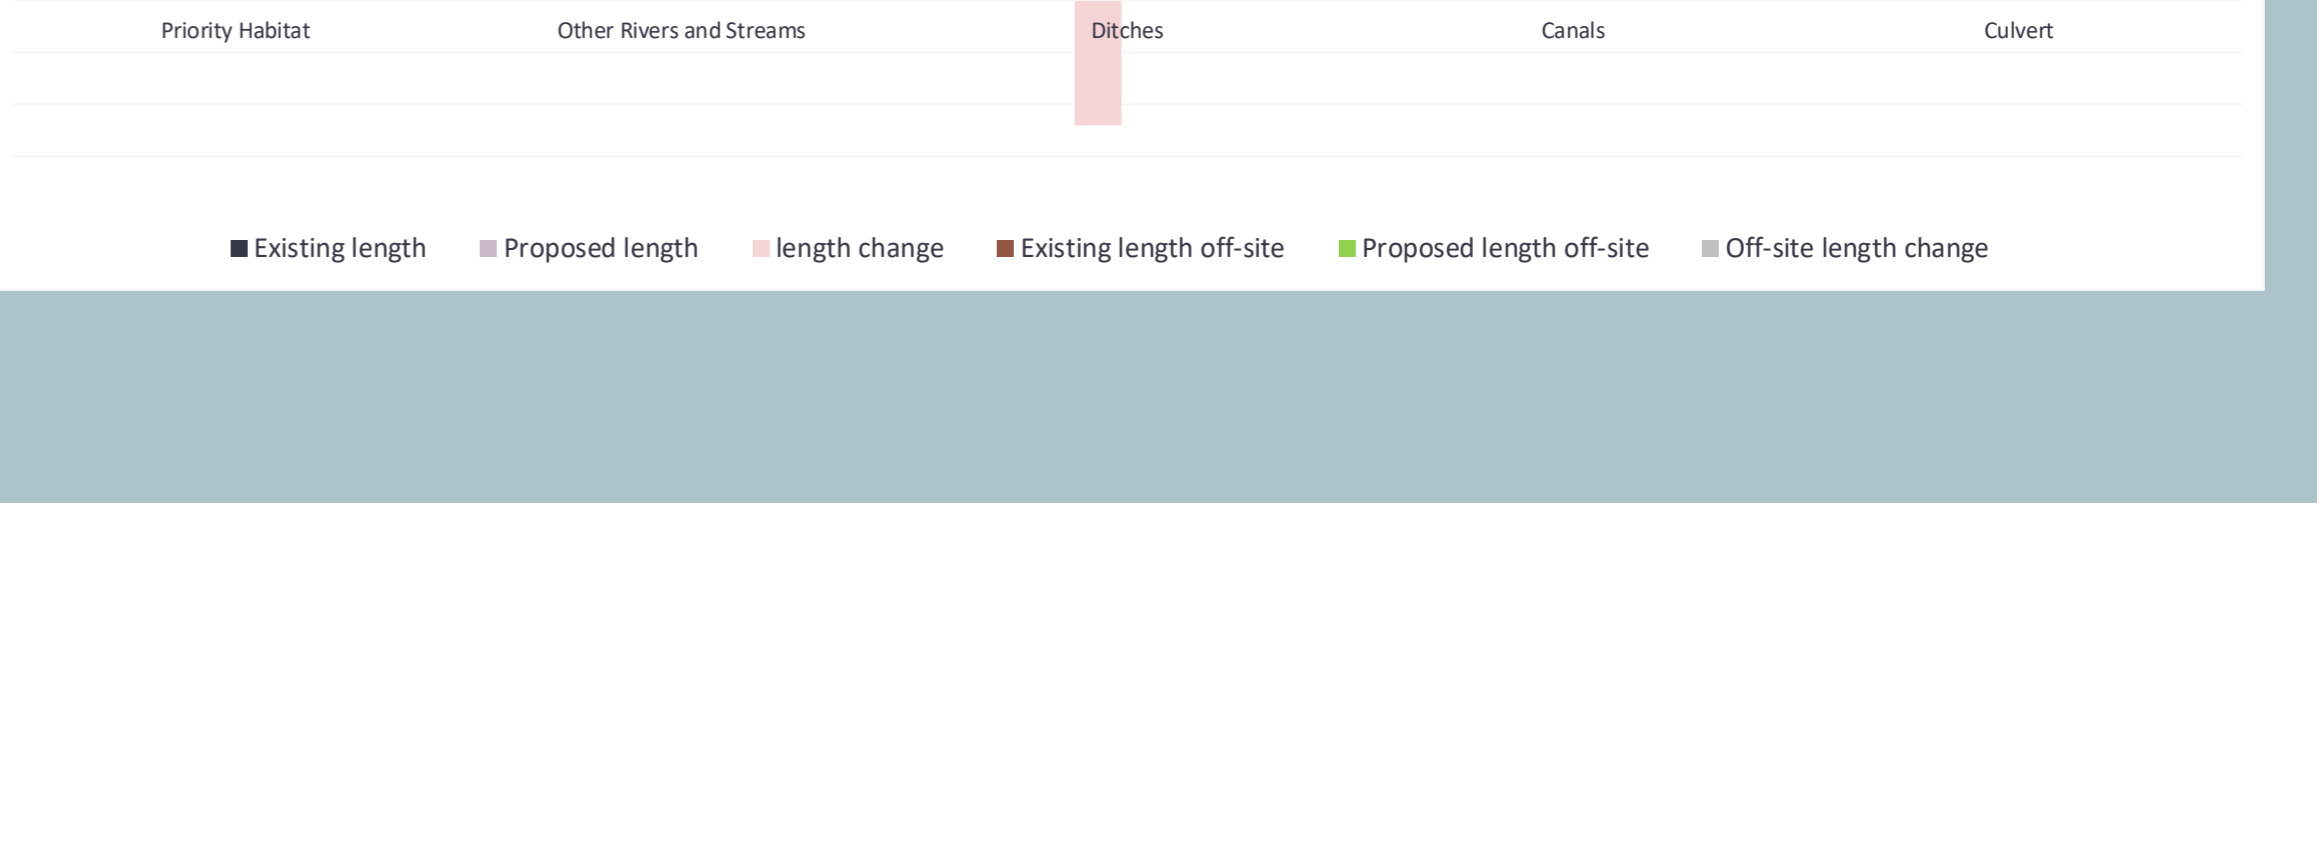 Priority Habitat Other Rivers and Streams Ditches Canals Culvert
Existing length Proposed length length change Existing length off-site Proposed length off-site Off-site length change